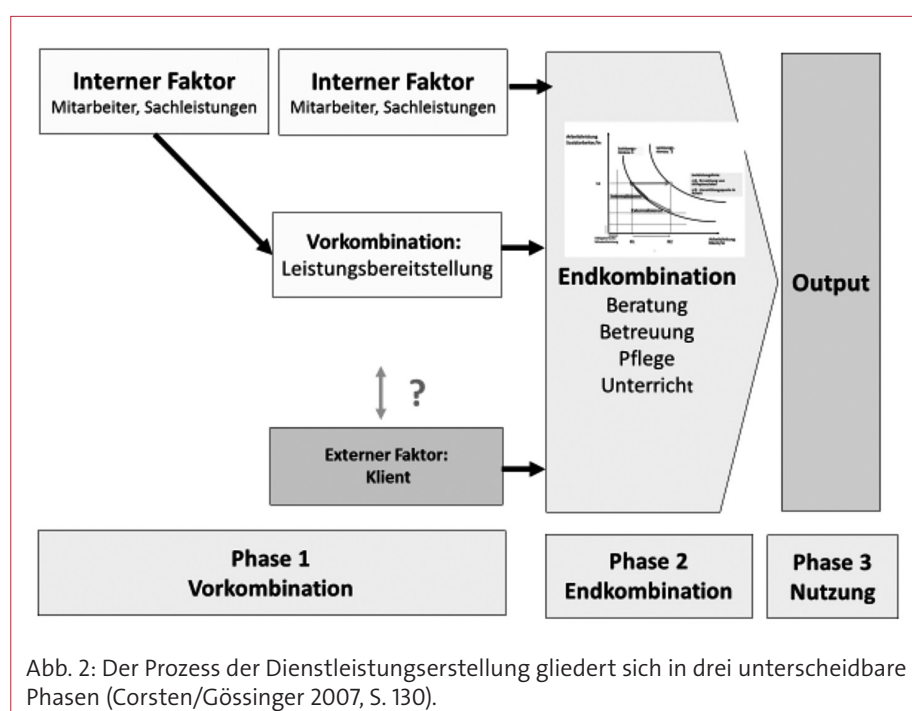 Interner Faktor
Mitarbeiter, Sachleistungen
Interner Faktor
Mitarbeiter, Sachleistungen
Vorkombination:
Leistungsbereitstellung
?
Externer Faktor:
Klient
Arbeitsleistung
Endkombination
Beratung
Betreuung
Pflege
Unterricht
Output
Phase 1
Vorkombination
Phase 2
Endkombination
Phase 3
Nutzung
Abb. 2: Der Prozess der Dienstleistungserstellung gliedert sich in drei unterscheidbare
Phasen (Corsten/Gössinger 2007, S. 130).